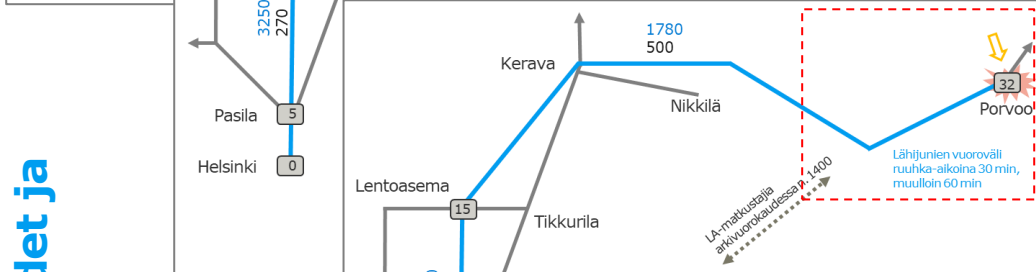 det ja
3250
270
Pasila
5
Helsinki
0
1780
500
Kerava
Nikkilä
32
Porvoo
Lähijunien vuoroväli
ruuhka-aikoina 30 min,
muulloin 60 min
Lentoasema
15
Tikkurila
LA-matkustajia
arkivuorokaudessa n. 1400